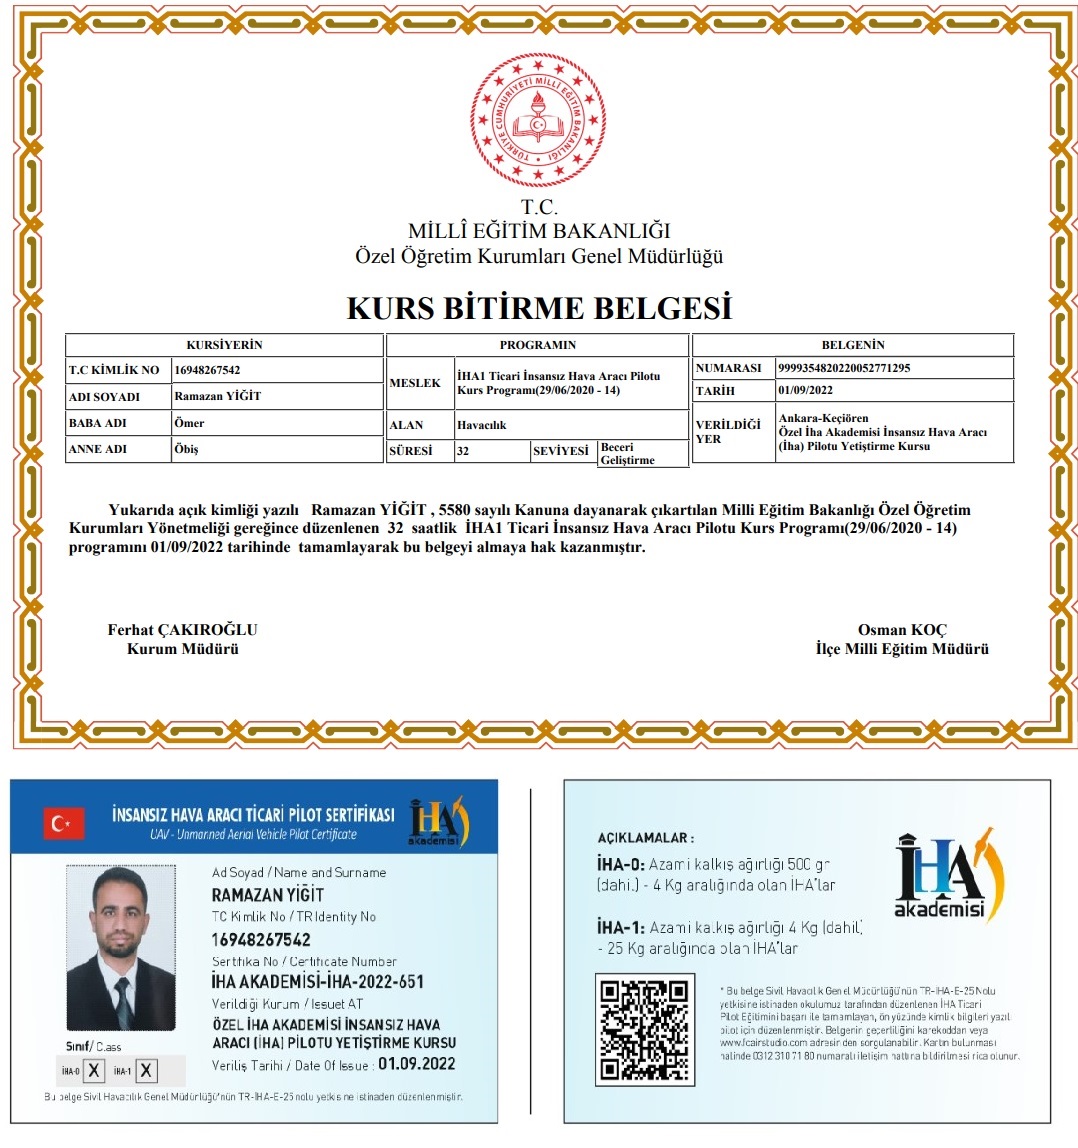 TÜRKİYE CUMHURİYETİ MİLLÎ EĞİTİM BAKANLIĞI
T.C.
MİLLÎ EĞİTİM BAKANLIĞI
Özel Öğretim Kurumları Genel Müdürlüğü
KURS BİTİRME BELGESİ
KURSİYERİN
T.C KİMLİK NO 16948267542
ADI SOYADI Ramazan YİĞİT
BABA ADI Ömer
ANNE ADI Öbiş
PROGRAMIN
MESLEK İHA1 Ticari İnsansız Hava Aracı Pilotu
Kurs Programı(29/06/2020 - 14)
ALAN Havacılık
SÜRESİ 32 SEVİYESİ Beceri
Geliştirme
BELGENİN
NUMARASI 9999354820220052771295
TARİH 01/09/2022
VERİLDİĞİ
YER
Ankara-Keçiören
Özel İha Akademisi İnsansız Hava Aracı
(İha) Pilotu Yetiştirme Kursu
Yukarıda açık kimliği yazılı Ramazan YİĞİT , 5580 sayılı Kanuna dayanarak çıkartılan Milli Eğitim Bakanlığı Özel Öğretim
Kurumları Yönetmeliği gereğince düzenlenen 32 saatlik İHA1 Ticari İnsansız Hava Aracı Pilotu Kurs Programı(29/06/2020 - 14)
programını 01/09/2022 tarihinde tamamlayarak bu belgeyi almaya hak kazanmıştır.
Ferhat ÇAKIROĞLU
Kurum Müdürü
Osman KOÇ
İlçe Milli Eğitim Müdürü
İNSANSIZ HAVA ARACI TİCARİ PİLOT SERTİFİKASI
UAV - Unmanned Aerial Vehicle Pilot Certificate
İHA
akademisi
Ad Soyad / Name and Surname
RAMAZAN YİĞİT
TC Kimlik No / TR Identity No
16948267542
Sertfika No / Certificate Number
İHA AKADEMİSİ-İHA-2022-651
Verildiği Kurum / Issuet AT
ÖZEL İHA AKADEMİSİ İNSANSIZ HAVA
ARACI (İHA) PİLOTU YETİŞTİRME KURSU
Veriliş Tarihi / Date Of Issue : 01.09.2022
Sınıf/ Class
İHA-0 X İHA-1 X
Bu belge Sivil Havacılık Genel Müdürlüğü'nün TR-İHA-E-25 nolu yetkisine istinaden düzenlenmiştir.
AÇIKLAMALAR :
İHA-0: Azami kalkış ağırlığı 500 gr
(dahil) - 4 Kg aralığında olan İHA'lar
İHA-1: Azami kalkış ağırlığı 4 Kg (dahil)
- 25 Kg aralığında olan İHA'lar
İHA
akademisi
* Bu belge Sivil Havacılık Genel Müdürlüğü'nün TR-İHA-E-25 Nolu
yetkisine istinaden okulumuz tarafından düzenlenen İHA Ticari
Pilot Eğitimini başarı ile tamamlayan, ön yüzünde kimlik bilgileri yazılı
pilot için düzenlenmiştir. Belgenin geçerliliğini karekoddan veya
www.fcairstudio.com adresinden sorgulanabilir. Kartın bulunması
halinde 0312 310 71 80 numaralı iletişim hattına bildirilmesi rica olunur.